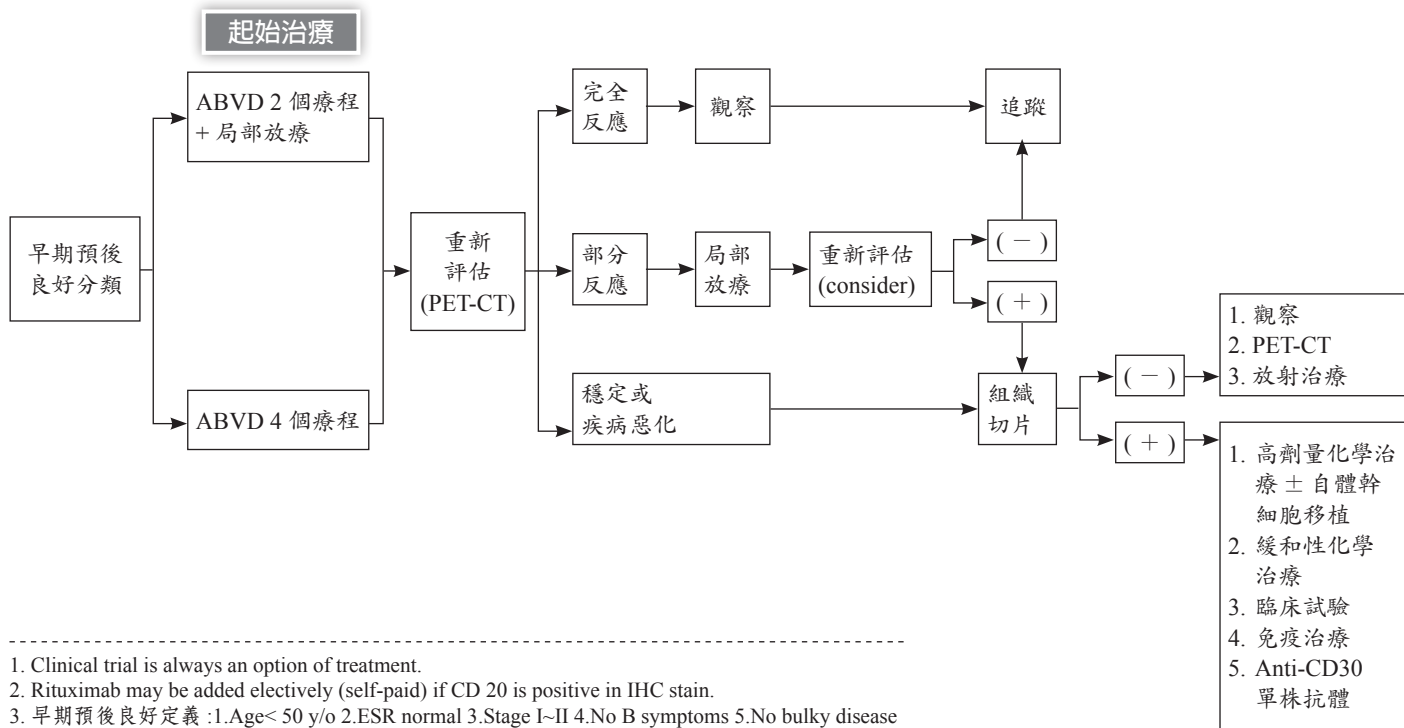 起始治療
ABVD 2 個療程
+ 局部放療
早期預後
良好分類
ABVD 4 個療程
重新
評估
(PET-CT)
完全
反應
觀察
追蹤
部分
反應
局部
放療
重新評估
(consider)
( － )
( ＋ )
穩定或
疾病惡化
組織
切片
( － )
1. 觀察
2. PET-CT
3. 放射治療
( ＋ )
1. 高劑量化學治
療 ± 自體幹
細胞移植
2. 緩和性化學
治療
3. 臨床試驗
4. 免疫治療
5. Anti-CD30
單株抗體
1. Clinical trial is always an option of treatment.
2. Rituximab may be added electively (self-paid) if CD 20 is positive in IHC stain.
3. 早期預後良好定義 :1.Age< 50 y/o 2.ESR normal 3.Stage I~II 4.No B symptoms 5.No bulky disease